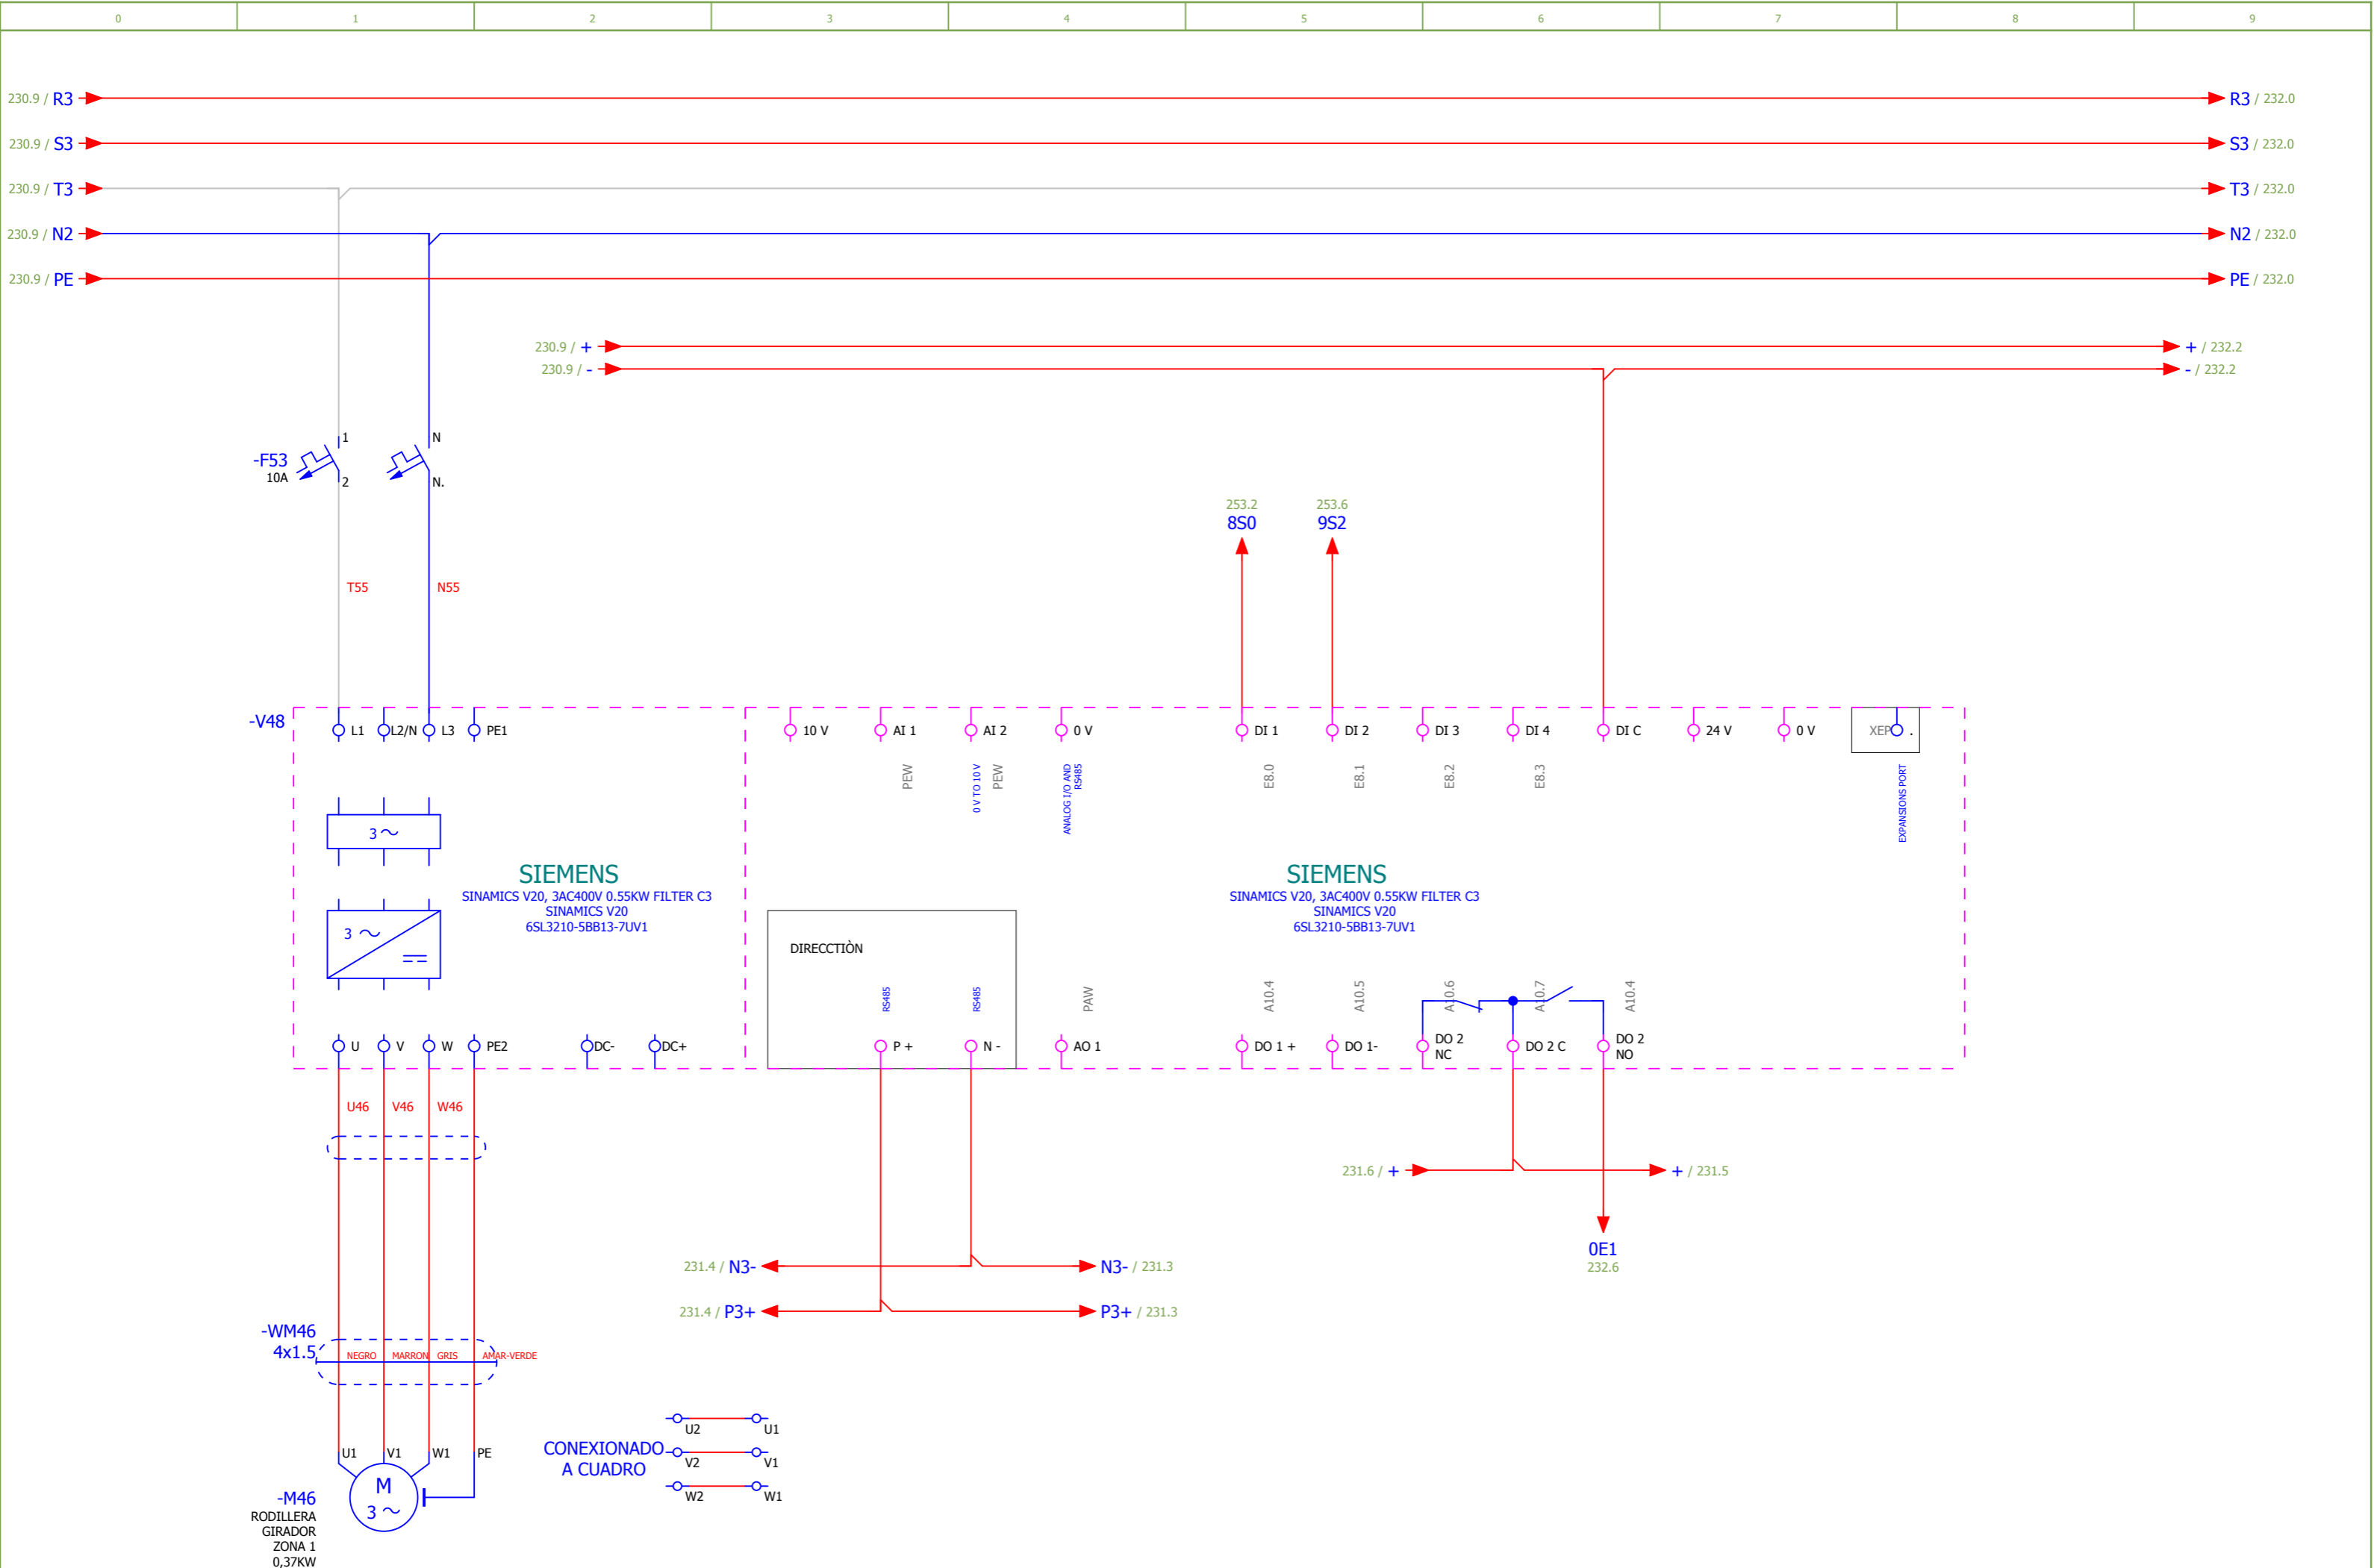 0 1 2 3 4 5 6 7 8 9
230.9 / R3 R3 / 232.0
230.9 / S3 S3 / 232.0
230.9 / T3 T3 / 232.0
230.9 / N2 N2 / 232.0
230.9 / PE PE / 232.0
230.9 / + + / 232.2
230.9 / - - / 232.2
1 N
-F53
10A
2 N.
253.2 253.6
8S0 9S2
T55 N55
-V48
L1 L2/N L3 PE1 10 V AI 1 AI 2 0 V DI 1 DI 2 DI 3 DI 4 DI C 24 V 0 V XEP .
PEW
0 V TO 10 V
PEW
ANALOG I/O AND
RS485
E8.0
E8.1
E8.2
E8.3
EXPANSIONS PORT
3
3
SIEMENS
SINAMICS V20, 3AC400V 0.55KW FILTER C3
SINAMICS V20
6SL3210-5BB13-7UV1
SIEMENS
SINAMICS V20, 3AC400V 0.55KW FILTER C3
SINAMICS V20
6SL3210-5BB13-7UV1
DIRECCTIÒN
RS485
RS485
PAW
A10.4
A10.5
A10.6
A10.7
A10.4
U V W PE2 DC- DC+ P + N - AO 1 DO 1 + DO 1-
DO 2
NC
DO 2 C
DO 2
NO
U46 V46 W46
231.6 / + + / 231.5
0E1
232.6
231.4 / N3- N3- / 231.3
231.4 / P3+ P3+ / 231.3
-WM46
4x1.5
NEGRO MARRON GRIS AMAR-VERDE
U1 V1 W1 PE
M
3
-M46
RODILLERA
GIRADOR
ZONA 1
0,37KW
CONEXIONADO
A CUADRO
U2 U1
V2 V1
W2 W1